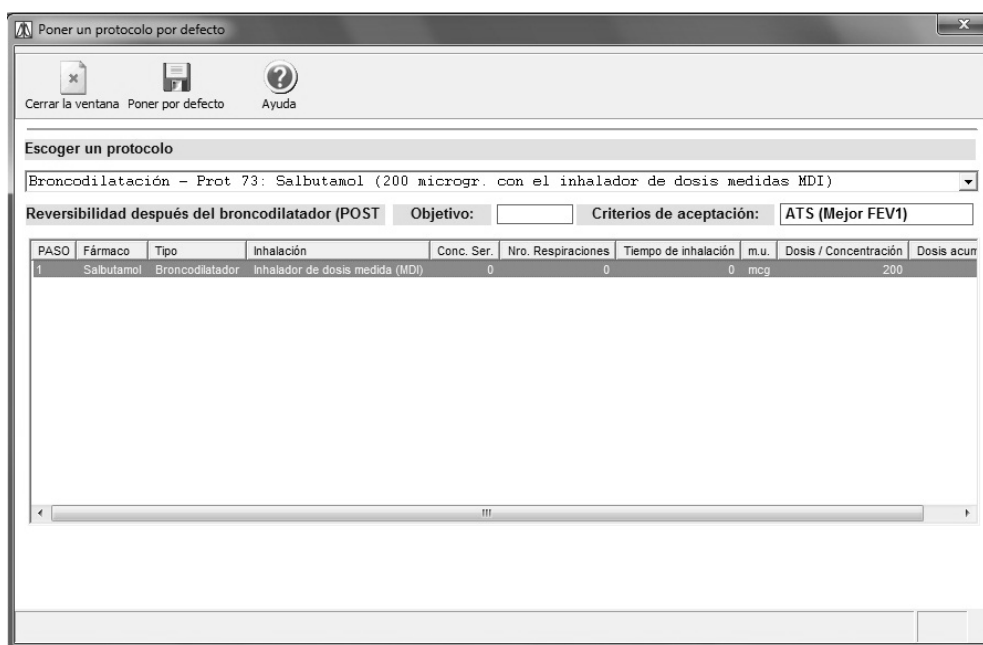 Poner un protocolo por defecto
Cerrar la ventana Poner por defecto Ayuda
Escoger un protocolo
Broncodilatación - Prot 73: Salbutamol (200 microgr. con el inhalador de dosis medidas MDI)
Reversibilidad después del broncodilatador (POST Objetivo: Criterios de aceptación: ATS (Mejor FEV1)
PASO Fármaco Tipo Inhalación Conc. Ser. Nro. Respiraciones Tiempo de inhalación m.u. Dosis / Concentración Dosis acum
1 Salbutamol Broncodilatador Inhalador de dosis medida (MDI) 0 0 0 mcg 200